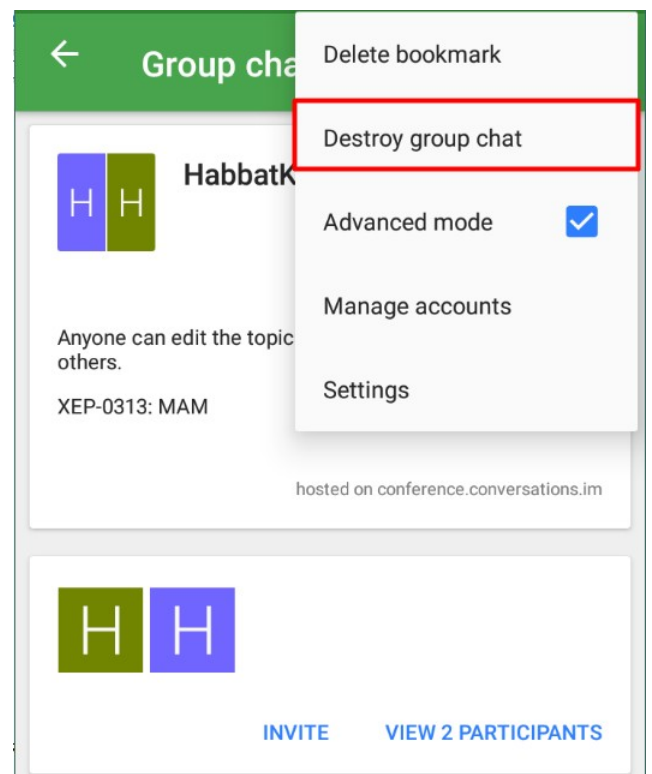 Group cha
Delete bookmark
Destroy group chat
Advanced mode
Manage accounts
Settings
H H
HabbatK
Anyone can edit the topic
others.
XEP-0313: MAM
hosted on conference.conversations.im
H H
INVITE VIEW 2 PARTICIPANTS